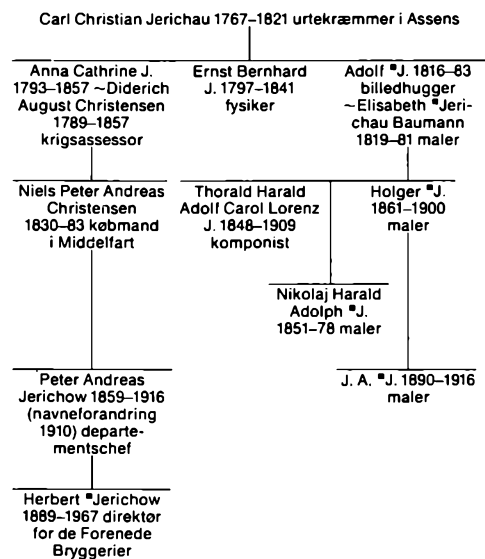 Carl Christian Jerichau 1767–1821 urtekræmmer i Assens
Anna Cathrine J.
1793–1857 ~Diderich
August Christensen
1789–1857
krigsassessor
Ernst Bernhard
J. 1797–1841
fysiker
Adolf ■J. 1816–83
billedhugger
~Elisabeth ■Jeri-
chau Baumann
1819–81 maler
Niels Peter Andreas
Christensen
1830–83 købmand
i Middelfart
Thorald Harald
Adolf Carol Lorenz
J. 1848–1909
komponist
Holger ■J.
1861–1900
maler
Nikolaj Harald
Adolph ■J.
1851–78 maler
Peter Andreas
Jerichow 1859–1916
(navneforandring
1910) departe-
mentschef
J. A. ■J. 1890–1916
maler
Herbert ■Jerichow
1889–1967 direktør
for de Forenede
Bryggerier